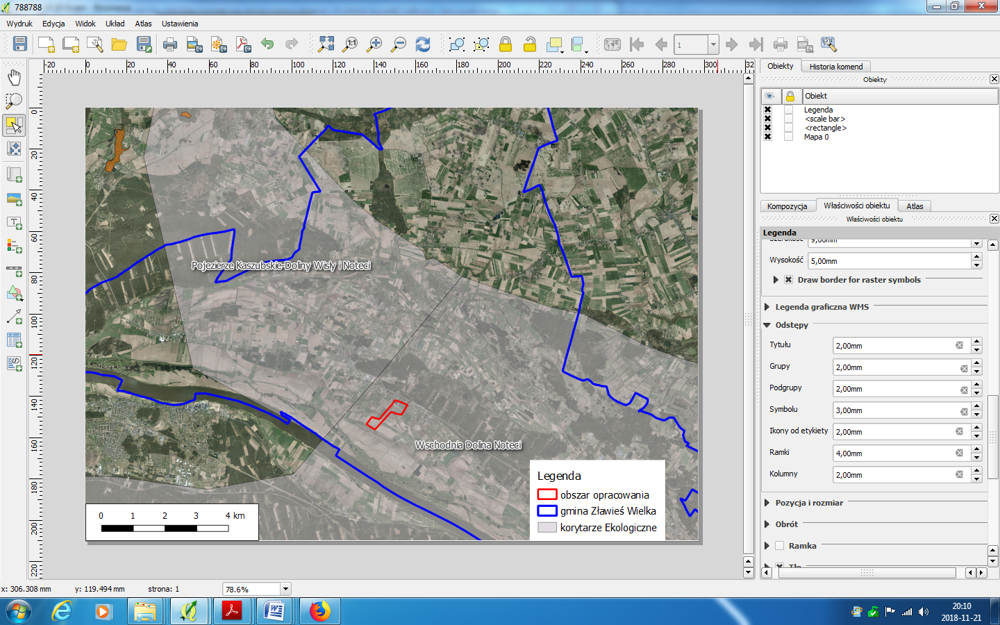 788788
Wydruk Edycja Widok Układ Atlas Ustawienia
1:1
1
-20 0 20 40 60 80 100 120 140 160 180 200 220 240 260 280 300 32
0
20
40
60
80
100
120
140
160
180
200
220
Pojezierze Kaszubskie-Doliny Wisly i Noteci
Wschodnia Dolina Noteci
Legenda
obszar opracowania
gmina Zławieś Wielka
korytarze Ekologiczne
0 1 2 3 4 km
Obiekty Historia komend
Obiekty
Obiekt
Legenda
<scale bar>
<rectangle>
Mapa 0
Kompozycja Właściwości obiektu Atlas
Właściwości obiektu
Legenda
Szerokość 9,00mm
Wysokość 5,00mm
Draw border for raster symbols
Legenda graficzna WMS
Odstępy
Tytułu 2,00mm
Grupy 2,00mm
Podgrupy 2,00mm
Symbolu 3,00mm
Ikony od etykiety 2,00mm
Ramki 4,00mm
Kolumny 2,00mm
Pozycja i rozmiar
Obrót
Ramka
Tło
x: 306.308 mm y: 119.494 mm strona: 1 78.6%
20:10
2018-11-21